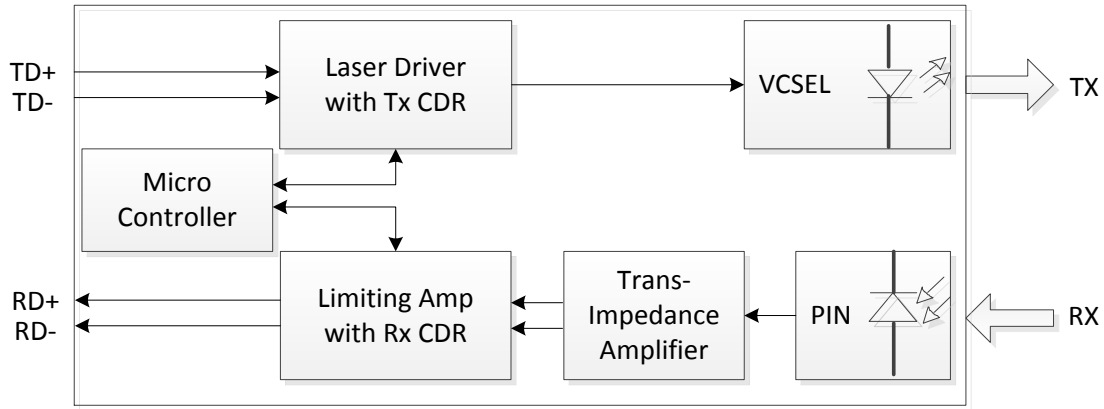 TD+
TD-
Laser Driver
with Tx CDR
VCSEL
TX
Micro
Controller
RD+
RD-
Limiting Amp
with Rx CDR
Trans-
Impedance
Amplifier
PIN
RX